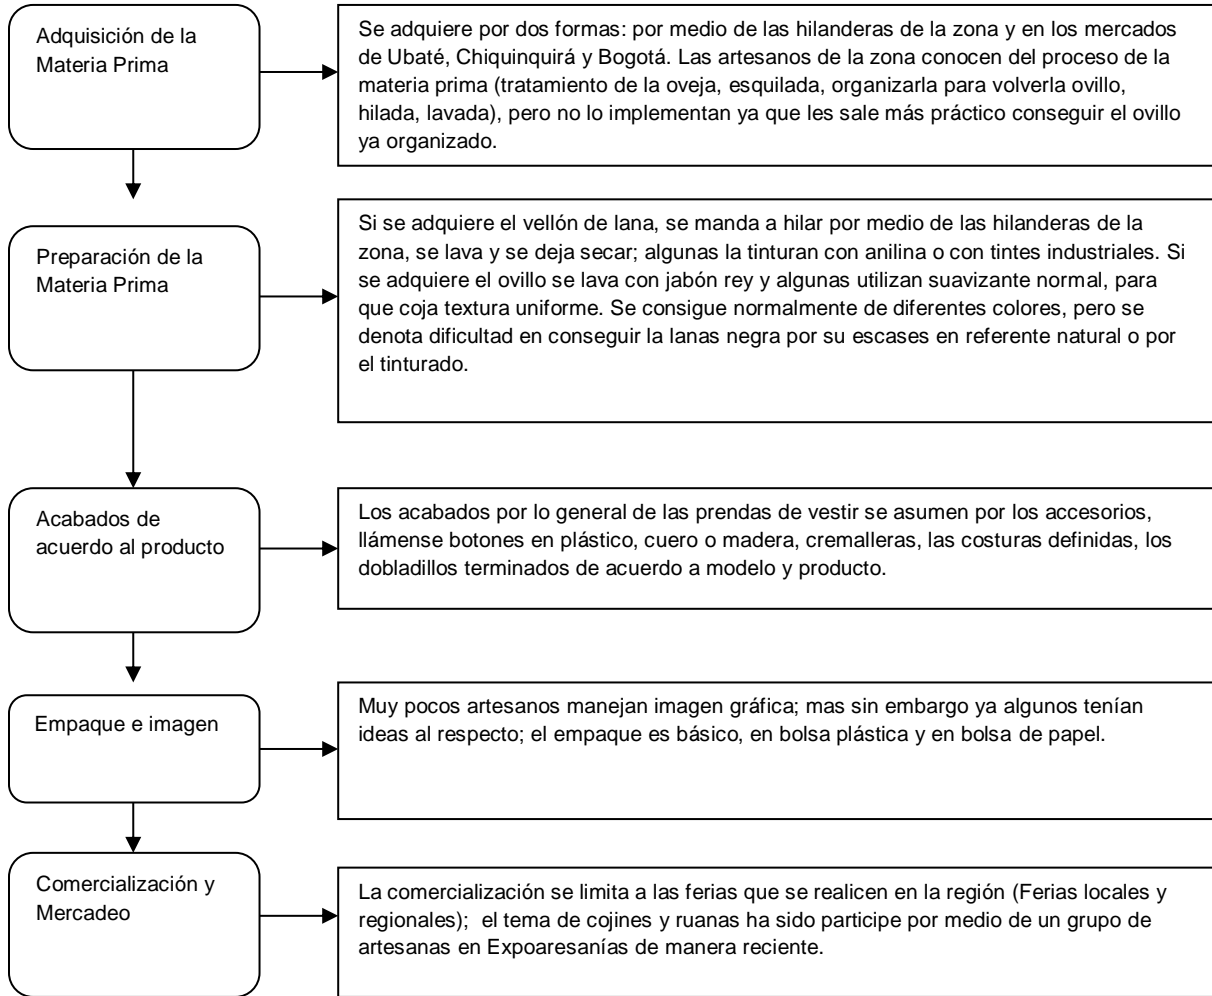 Adquisición de la
Materia Prima
Se adquiere por dos formas: por medio de las hilanderas de la zona y en los mercados
de Ubaté, Chiquinquirá y Bogotá. Las artesanos de la zona conocen del proceso de la
materia prima (tratamiento de la oveja, esquilada, organizarla para volverla ovillo,
hilada, lavada), pero no lo implementan ya que les sale más práctico conseguir el ovillo
ya organizado.
Preparación de la
Materia Prima
Si se adquiere el vellón de lana, se manda a hilar por medio de las hilanderas de la
zona, se lava y se deja secar; algunas la tinturan con anilina o con tintes industriales. Si
se adquiere el ovillo se lava con jabón rey y algunas utilizan suavizante normal, para
que coja textura uniforme. Se consigue normalmente de diferentes colores, pero se
denota dificultad en conseguir la lanas negra por su escases en referente natural o por
el tinturado.
Acabados de
acuerdo al producto
Los acabados por lo general de las prendas de vestir se asumen por los accesorios,
llámense botones en plástico, cuero o madera, cremalleras, las costuras definidas, los
dobladillos terminados de acuerdo a modelo y producto.
Empaque e imagen
Muy pocos artesanos manejan imagen gráfica; mas sin embargo ya algunos tenían
ideas al respecto; el empaque es básico, en bolsa plástica y en bolsa de papel.
Comercialización y
Mercadeo
La comercialización se limita a las ferias que se realicen en la región (Ferias locales y
regionales);  el tema de cojines y ruanas ha sido participe por medio de un grupo de
artesanas en Expoaresanías de manera reciente.